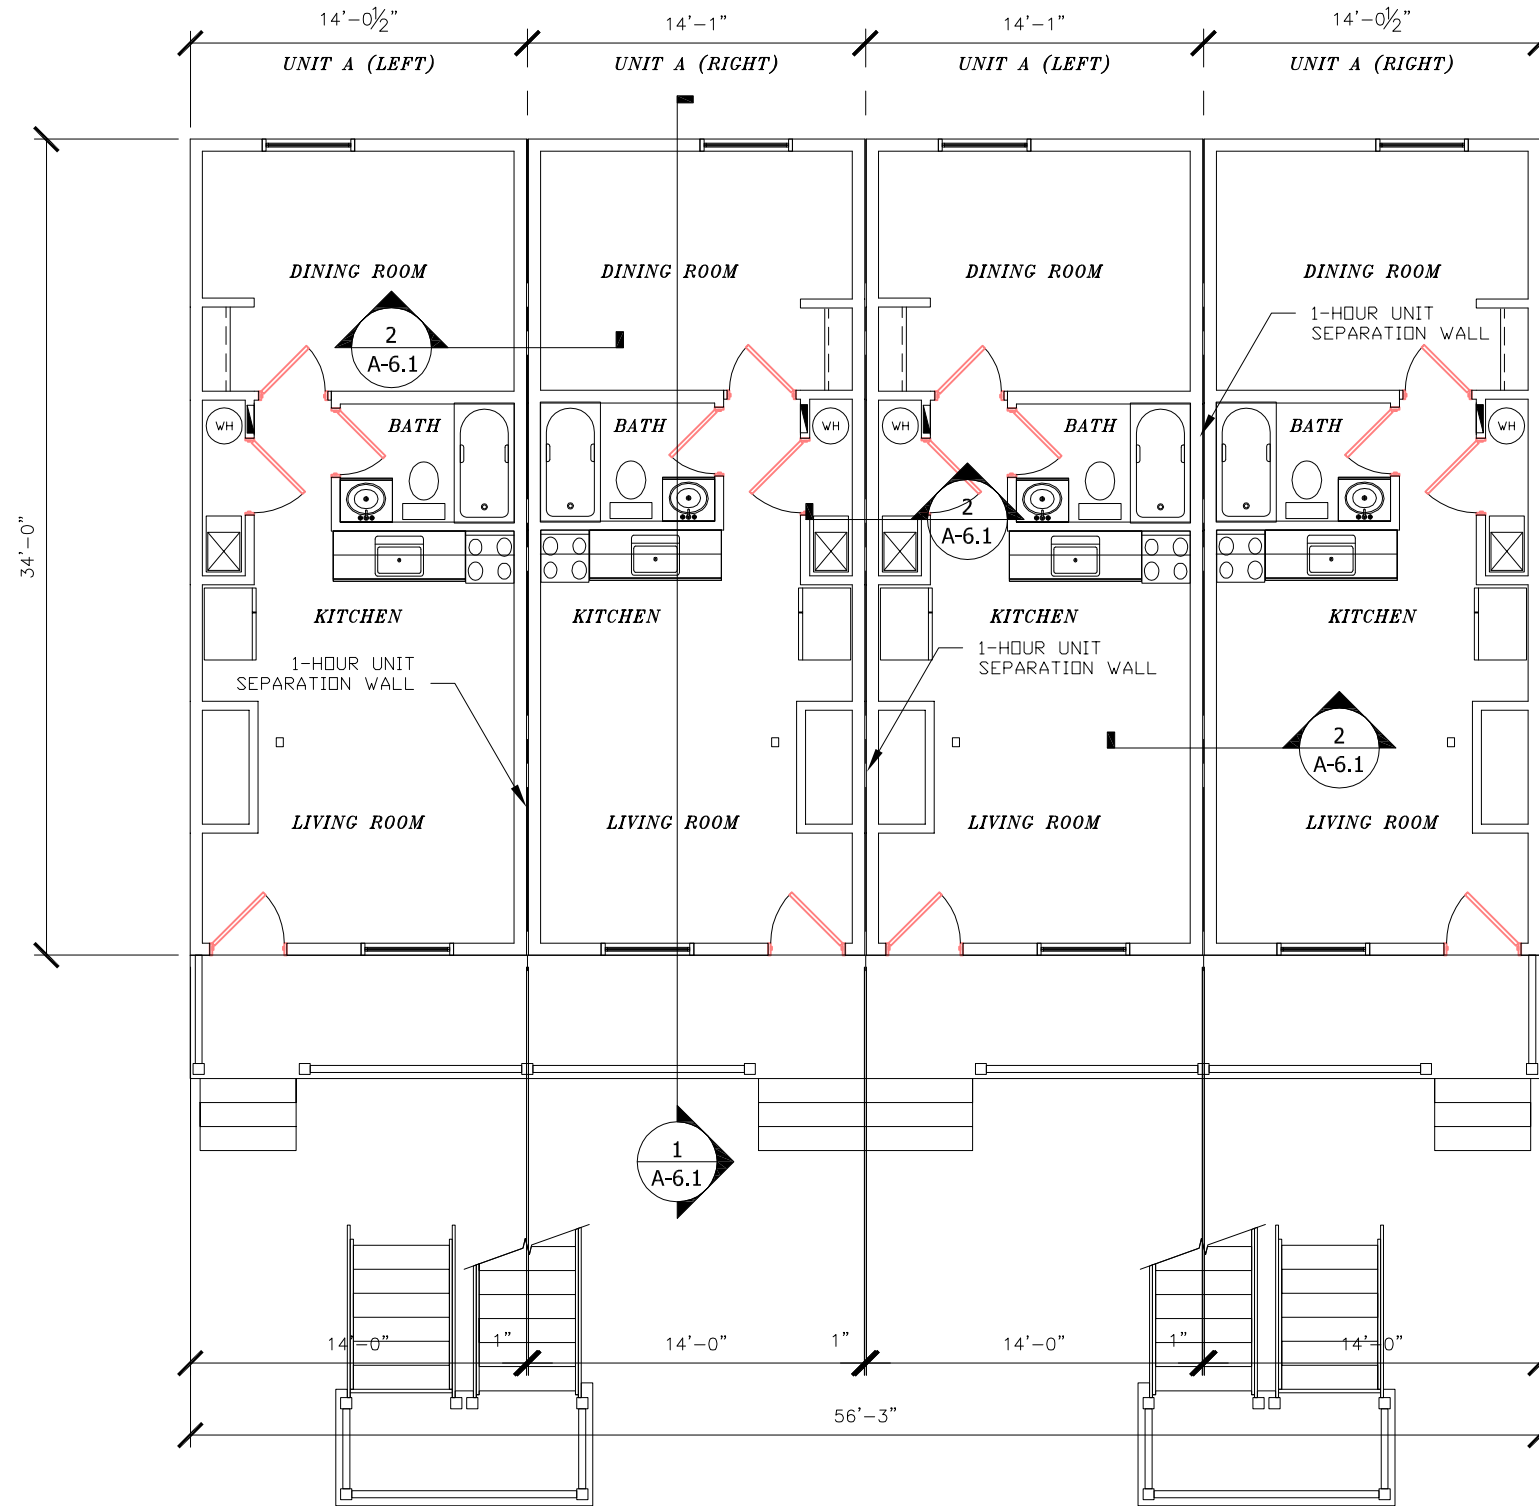 14'-0½"
14'-1"
14'-1"
14'-0½"
UNIT A (LEFT)
UNIT A (RIGHT)
UNIT A (LEFT)
UNIT A (RIGHT)
DINING ROOM
DINING ROOM
DINING ROOM
DINING ROOM
1-HOUR UNIT
SEPARATION WALL
2
A-6.1
WH
BATH
BATH
WH
WH
BATH
BATH
WH
2
A-6.1
34'-0"
KITCHEN
KITCHEN
KITCHEN
KITCHEN
1-HOUR UNIT
SEPARATION WALL
1-HOUR UNIT
SEPARATION WALL
2
A-6.1
LIVING ROOM
LIVING ROOM
LIVING ROOM
LIVING ROOM
1
A-6.1
14'-0"
1"
14'-0"
1"
14'-0"
1"
14'-0"
56'-3"